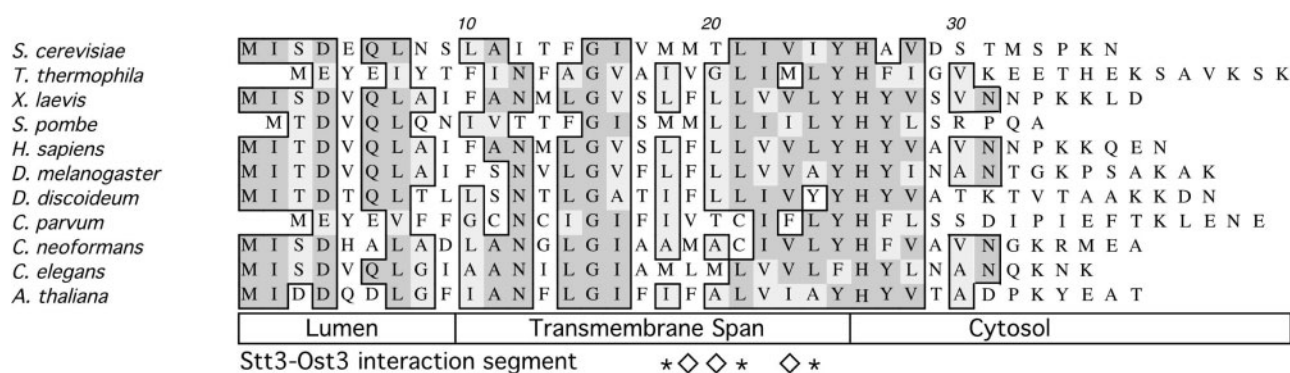 10 20 30
S. cerevisiae M I S D E Q L N S L A I T F G I V M M T L I V I Y H A V D S T M S P K N
T. thermophila M E Y E I Y T F I N F A G V A I V G L I M L Y H F I G V K E E T H E K S A V K S K
X. laevis M I S D V Q L A I F A N M L G V S L F L L V V L Y H Y V S V N N P K K L D
S. pombe M T D V Q L Q N I V T T F G I S M M L L I I L Y H Y L S R P Q A
H. sapiens M I T D V Q L A I F A N M L G V S L F L L V V L Y H Y V A V N N P K K Q E N
D. melanogaster M I T D V Q L A I F S N V L G V F L F L L V V A Y H Y I N A N T G K P S A K A K
D. discoideum M I T D T Q L T L L S N T L G A T I F L L I V Y Y H Y V A T K T V T A A K K D N
C. parvum M E Y E V F F G C N C I G F I V T C I F L Y H F L S S D I P I E F T K L E N E
C. neoformans M I S D H A L A D L A N G L G I A A M A C I V L Y H F V A V N G K R M E A
C. elegans M I S D V Q L G I A A N I L G I A M L M L V V L F H Y L N A N Q K N K
A. thaliana M I D D Q D L G F I A N F L G I F I F A L V I A Y H Y V T A D P K Y E A T
Lumen Transmembrane Span Cytosol
Stt3-Ost3 interaction segment * ◇ ◇ * ◇ *